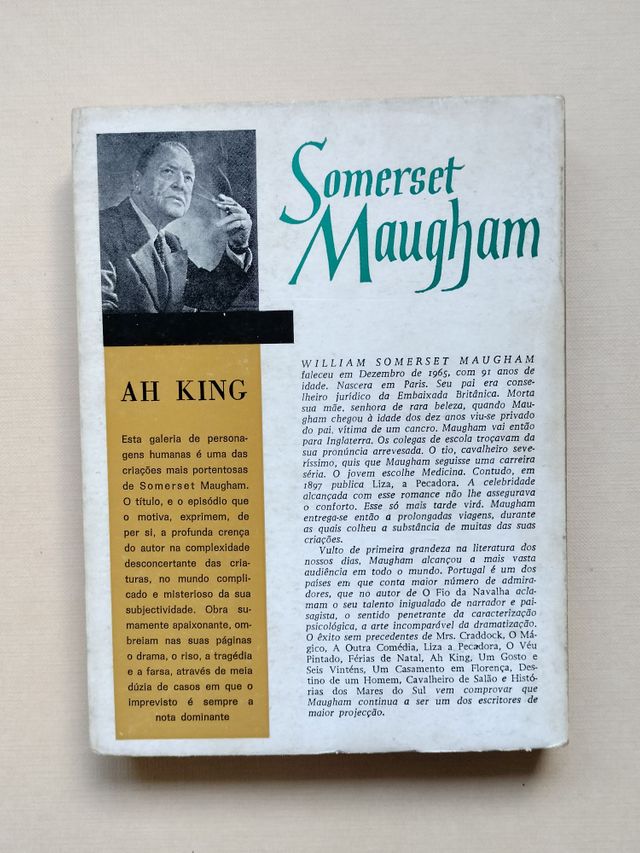 Somerset
Maugham
AH KING
Esta galeria de persona-
gens humanas é uma das
criações mais portentosas
de Somerset Maugham.
O título, e o episódio que
o motiva, exprimem, de
per si, a profunda crença
do autor na complexidade
desconcertante das cria-
turas, no mundo compli-
cado e misterioso da sua
subjectividade. Obra su-
mamente apaixonante, om-
breiam nas suas páginas
o drama, o riso, a tragédia
e a farsa, através de meia
dúzia de casos em que o
imprevisto é sempre a
nota dominante
WILLIAM SOMERSET MAUGHAM
faleceu em Dezembro de 1965, com 91 anos de
idade. Nascera em Paris. Seu pai era conse-
lheiro jurídico da Embaixada Britânica. Morta
sua mãe, senhora de rara beleza, quando Mau-
gham chegou à idade dos dez anos viu-se privado
do pai, vítima de um cancro. Maugham vai então
para Inglaterra. Os colegas de escola troçavam da
sua pronúncia arrevesada. O tio, cavalheiro seve-
ríssimo, quis que Maugham seguisse uma carreira
séria. O jovem escolhe Medicina. Contudo, em
1897 publica Liza, a Pecadora. A celebridade
alcançada com esse romance não lhe assegurava
o conforto. Esse só mais tarde virá. Maugham
entrega-se então a prolongadas viagens, durante
as quais colheu a substância de muitas das suas
criações.
Vulto de primeira grandeza na literatura dos
nossos dias, Maugham alcançou a mais vasta
audiência em todo o mundo. Portugal é um dos
países em que conta maior número de admira-
dores, que no autor de O Fio da Navalha acla-
mam o seu talento inigualado de narrador e pai-
sagista, o sentido penetrante da caracterização
psicológica, a arte incomparável da dramatização.
O êxito sem precedentes de Mrs. Craddock, O Má-
gico, A Outra Comédia, Liza a Pecadora, O Véu
Pintado, Férias de Natal, Ah King, Um Gosto e
Seis Vinténs, Um Casamento em Florença, Des-
tino de um Homem, Cavalheiro de Salão e Histó-
rias dos Mares do Sul vem comprovar que
Maugham continua a ser um dos escritores de
maior projecção.